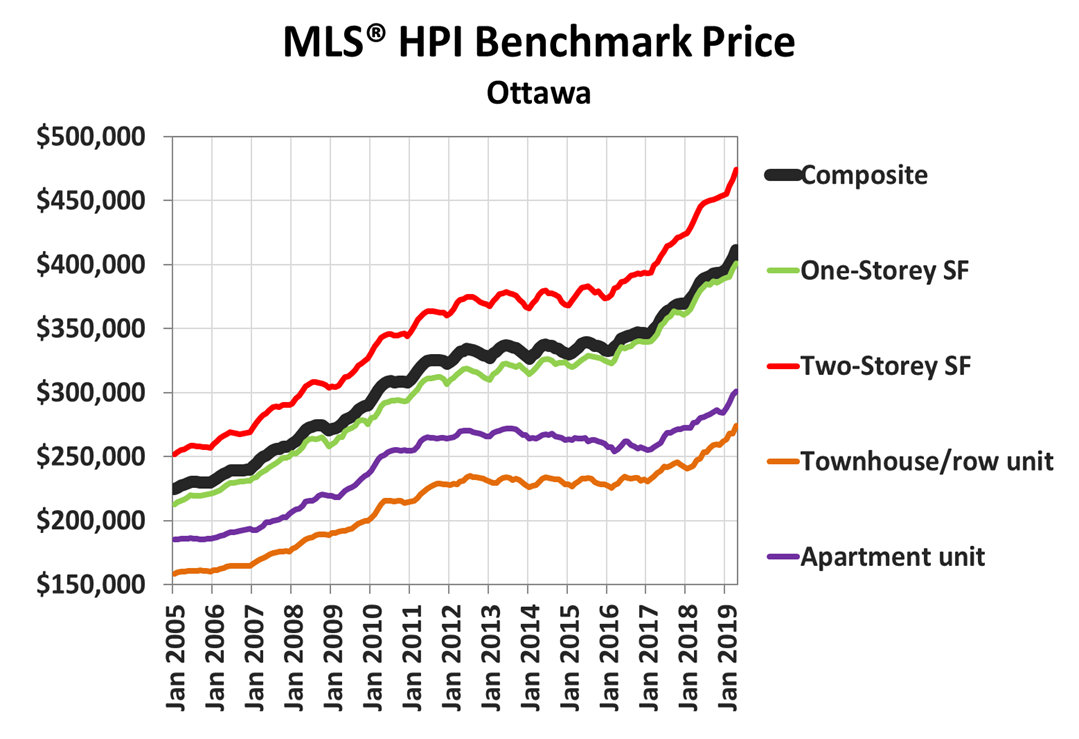 MLS® HPI Benchmark Price
Ottawa
$500,000
$450,000
$400,000
$350,000
$300,000
$250,000
$200,000
$150,000
Jan 2005
Jan 2006
Jan 2007
Jan 2008
Jan 2009
Jan 2010
Jan 2011
Jan 2012
Jan 2013
Jan 2014
Jan 2015
Jan 2016
Jan 2017
Jan 2018
Jan 2019
Composite
One-Storey SF
Two-Storey SF
Townhouse/row unit
Apartment unit